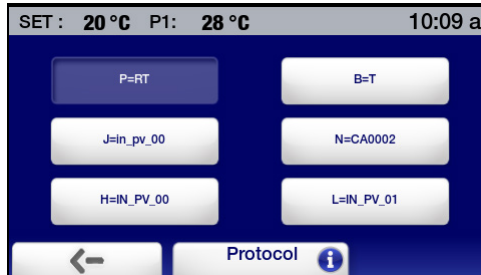 SET : 20 °C P1: 28 °C 10:09 a
P=RT B=T
J=in_pv_00 N=CA0002
H=IN_PV_00 L=IN_PV_01
Protocol i